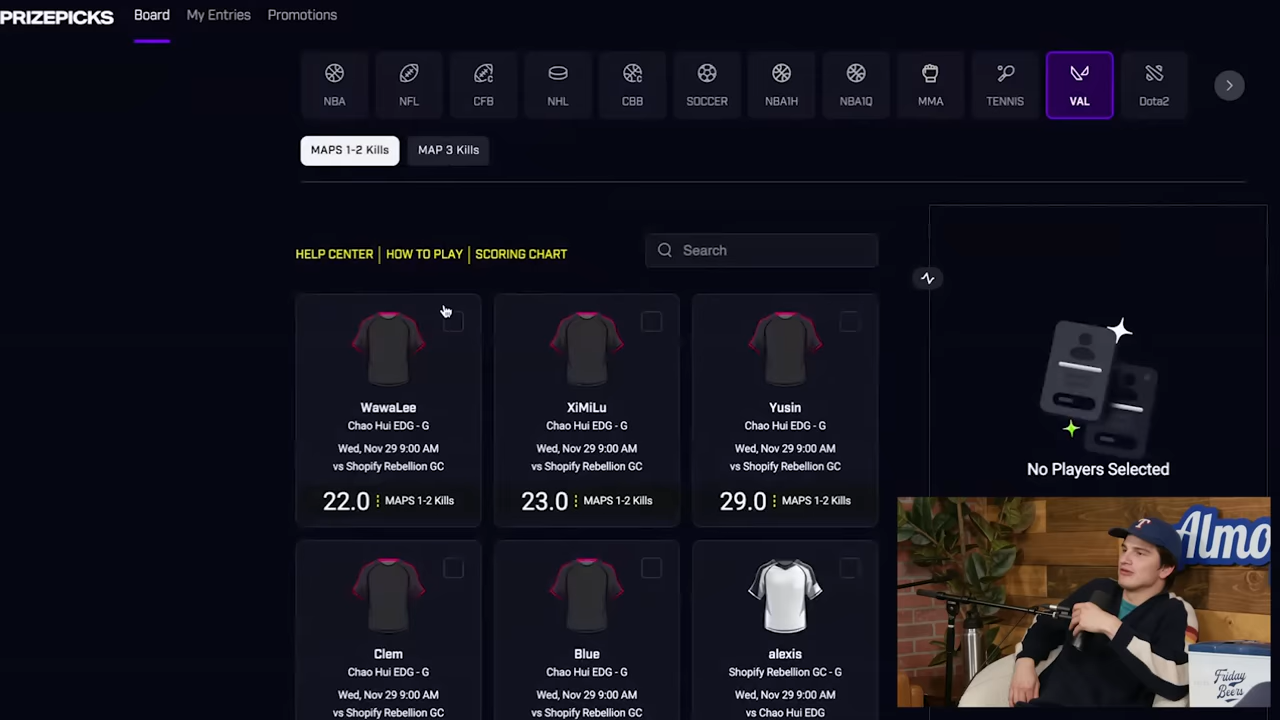 PRIZEPICKS
Board
My Entries
Promotions
NBA
NFL
CFB
NHL
CBB
SOCCER
NBA1H
NBA1Q
MMA
TENNIS
VAL
Dota2
MAPS 1-2 Kills
MAP 3 Kills
HELP CENTER | HOW TO PLAY | SCORING CHART
Search
WawaLee
Chao Hui EDG - G
Wed, Nov 29 9:00 AM
vs Shopify Rebellion GC
22.0 MAPS 1-2 Kills
XiMiLu
Chao Hui EDG - G
Wed, Nov 29 9:00 AM
vs Shopify Rebellion GC
23.0 MAPS 1-2 Kills
Yusin
Chao Hui EDG - G
Wed, Nov 29 9:00 AM
vs Shopify Rebellion GC
29.0 MAPS 1-2 Kills
No Players Selected
Clem
Chao Hui EDG - G
Wed, Nov 29 9:00 AM
vs Shopify Rebellion GC
Blue
Chao Hui EDG - G
Wed, Nov 29 9:00 AM
vs Shopify Rebellion GC
alexis
Shopify Rebellion GC - G
Wed, Nov 29 9:00 AM
vs Chao Hui EDG
T
Almo
Friday
Beers